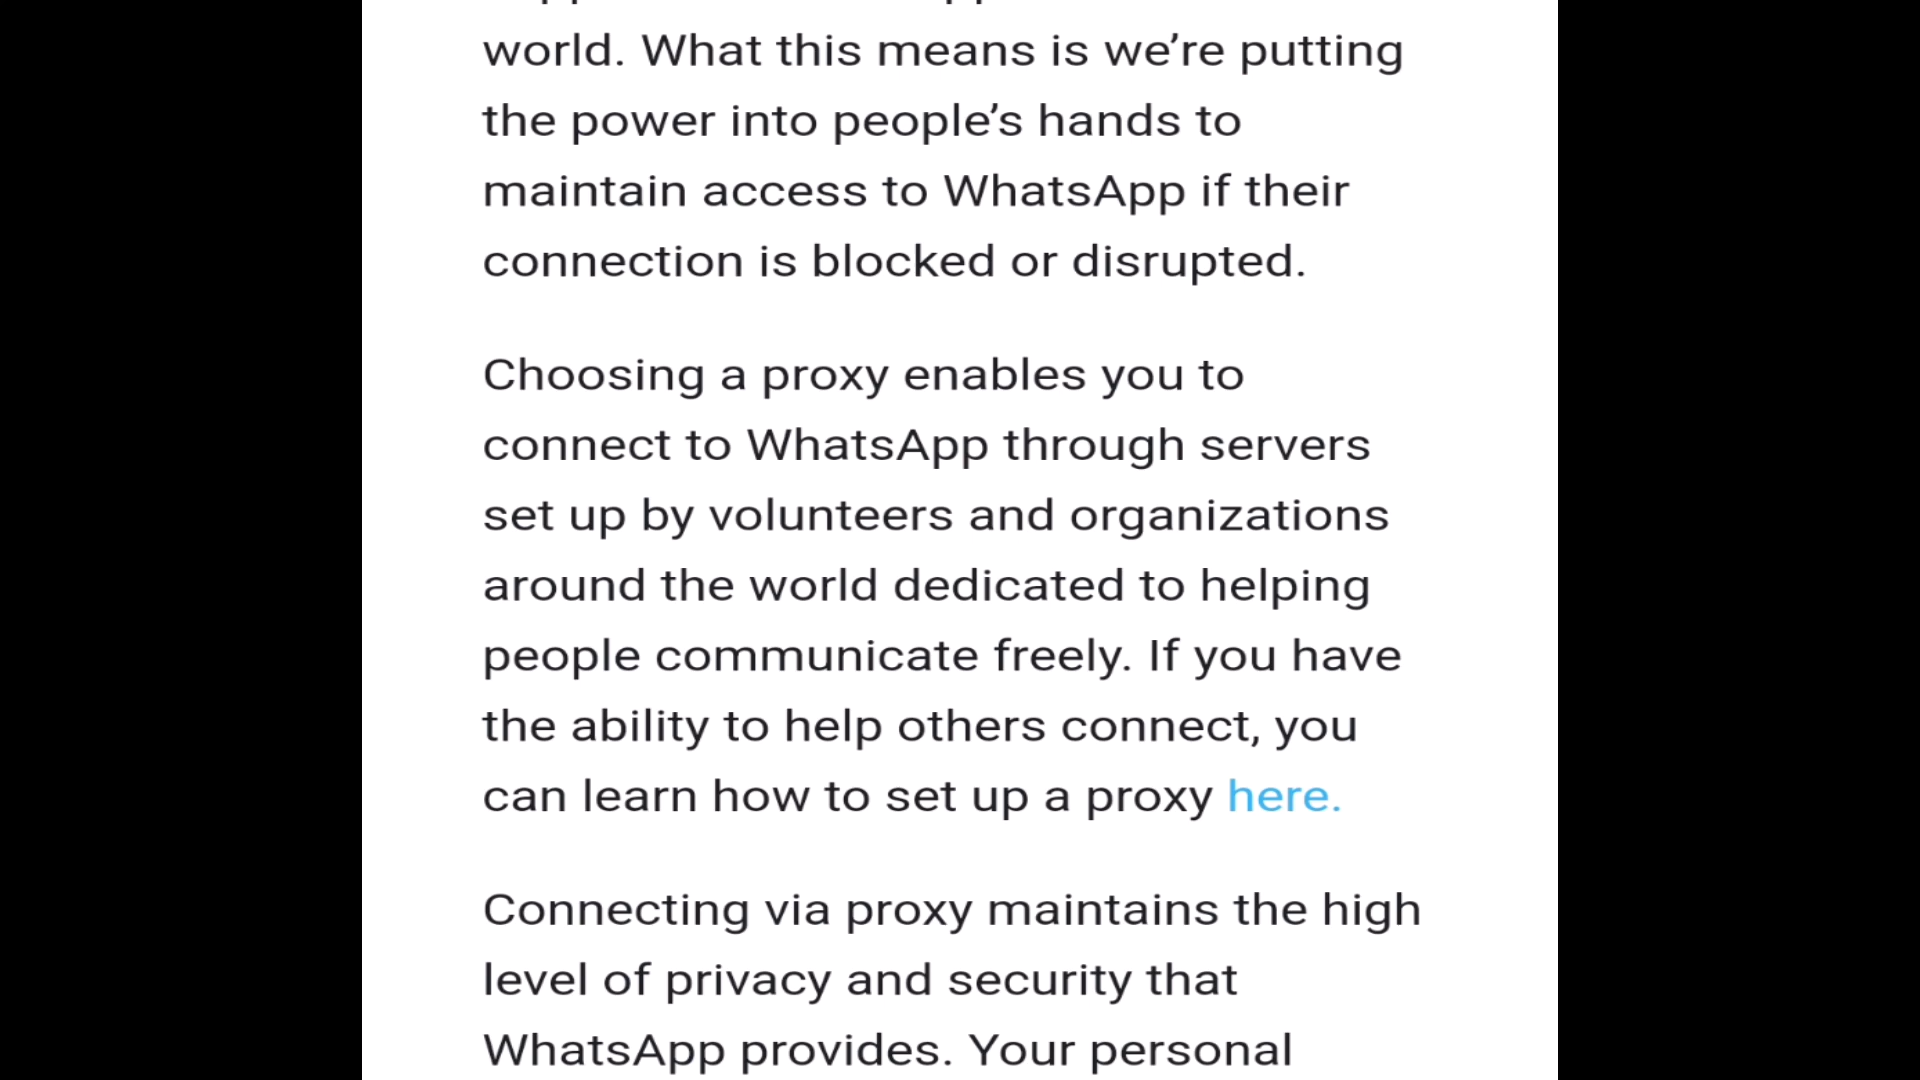 world. What this means is we’re putting
the power into people’s hands to
maintain access to WhatsApp if their
connection is blocked or disrupted.
Choosing a proxy enables you to
connect to WhatsApp through servers
set up by volunteers and organizations
around the world dedicated to helping
people communicate freely. If you have
the ability to help others connect, you
can learn how to set up a proxy here.
Connecting via proxy maintains the high
level of privacy and security that
WhatsApp provides. Your personal